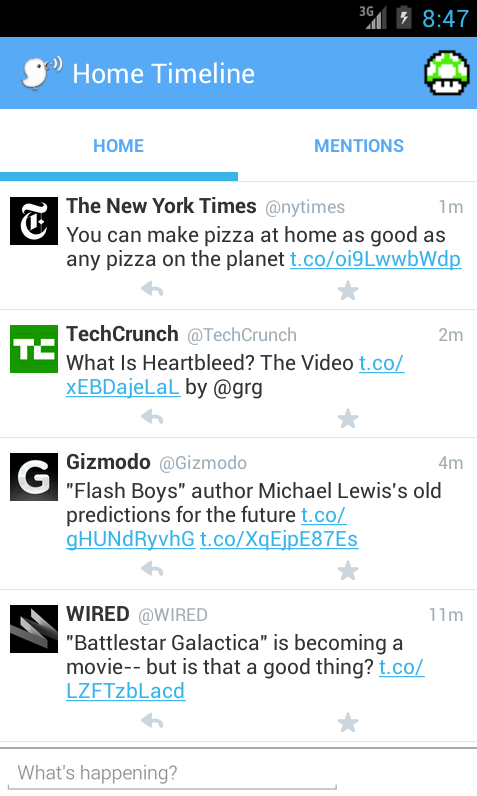 3G 8:47
Home Timeline
HOME MENTIONS
The New York Times @nytimes 1m
You can make pizza at home as good as
any pizza on the planet t.co/oi9LwwbWdp
TC TechCrunch @TechCrunch 2m
What Is Heartbleed? The Video t.co/
xEBDajeLaL by @grg
G Gizmodo @Gizmodo 4m
"Flash Boys" author Michael Lewis's old
predictions for the future t.co/
gHUNdRyvhG t.co/XqEjpE87Es
WIRED @WIRED 11m
"Battlestar Galactica" is becoming a
movie-- but is that a good thing? t.co/
LZFTzbLacd
What's happening?